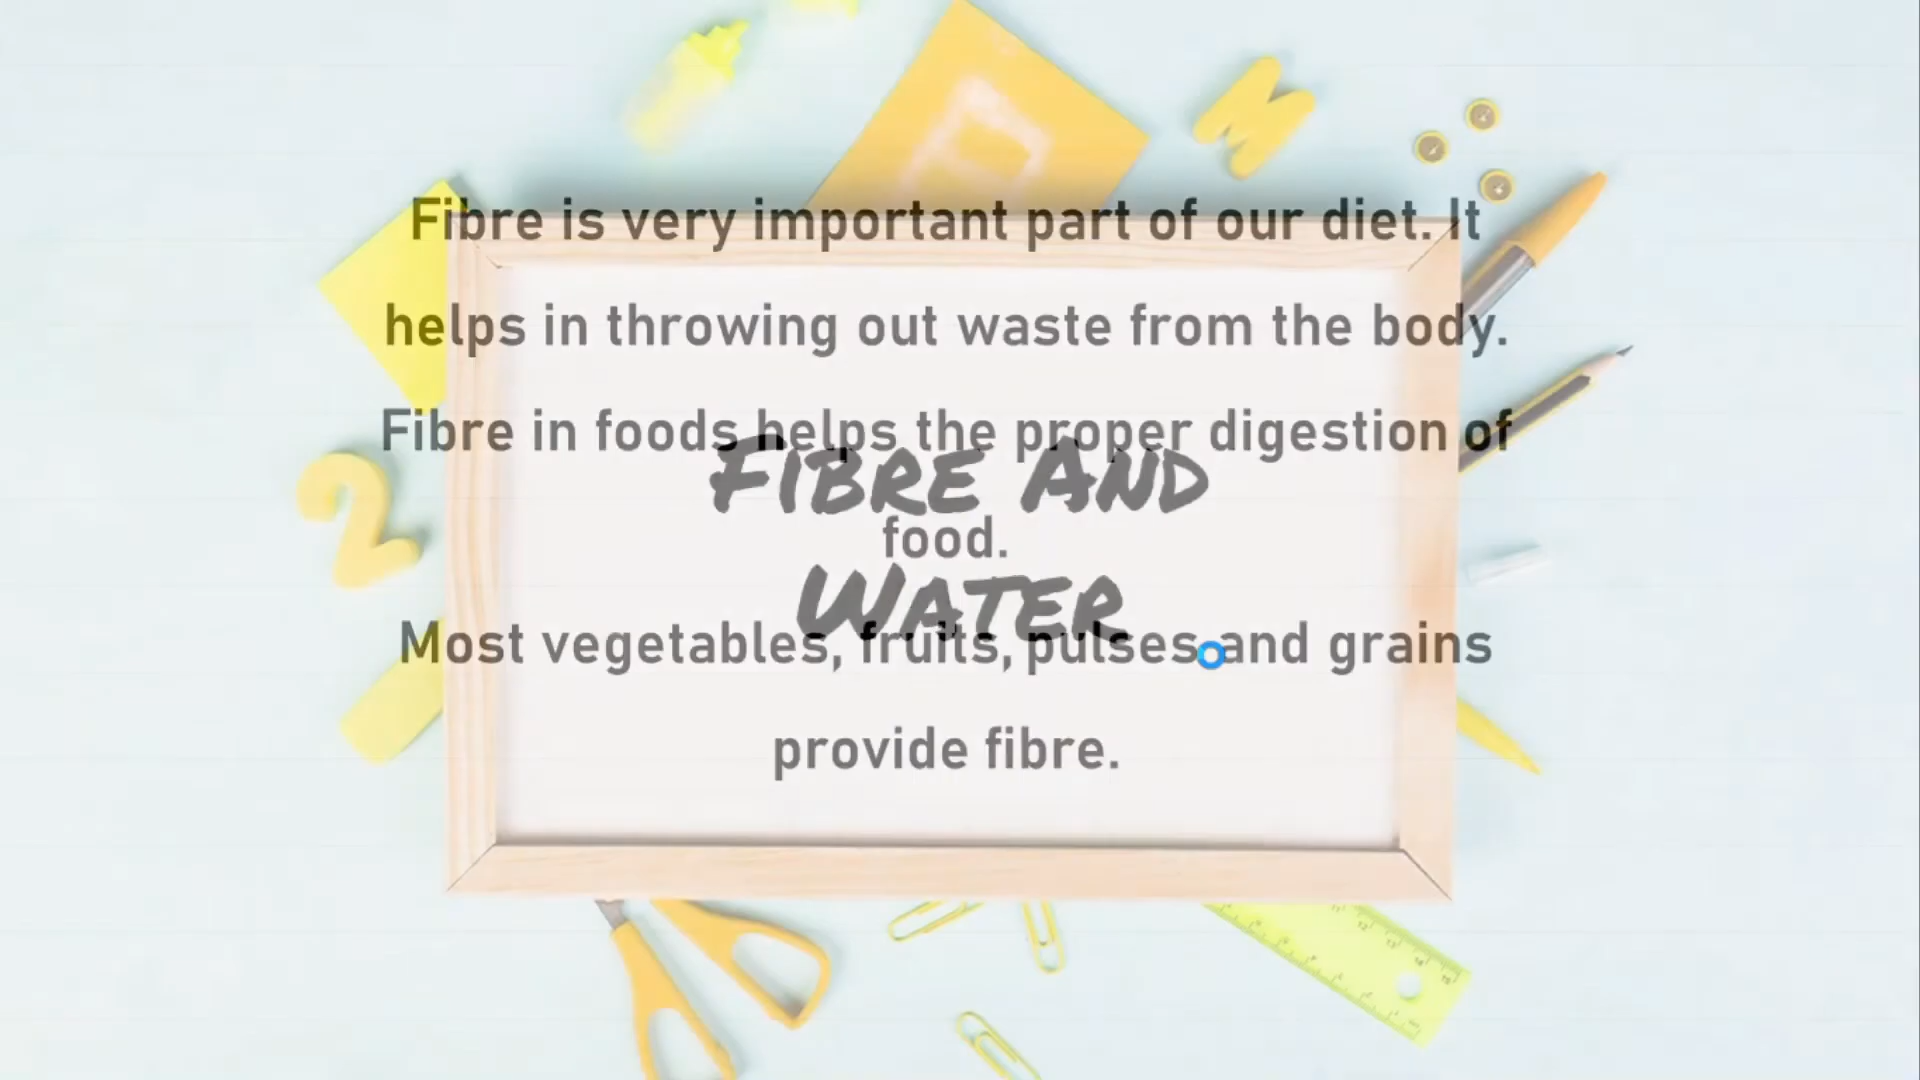 Fibre is very important part of our diet. It
helps in throwing out waste from the body.
Fibre in foods helps the proper digestion of
food.
Most vegetables, fruits, pulses and grains
provide fibre.
FIBRE AND
WATER
2
M